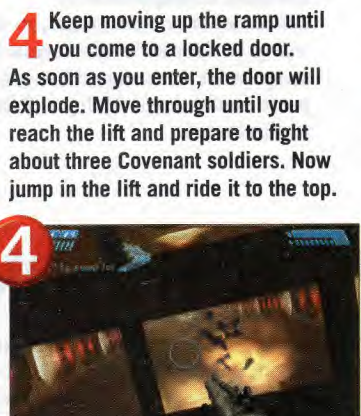 4 Keep moving up the ramp until
you come to a locked door.
As soon as you enter, the door will
explode. Move through until you
reach the lift and prepare to fight
about three Covenant soldiers. Now
jump in the lift and ride it to the top.
4